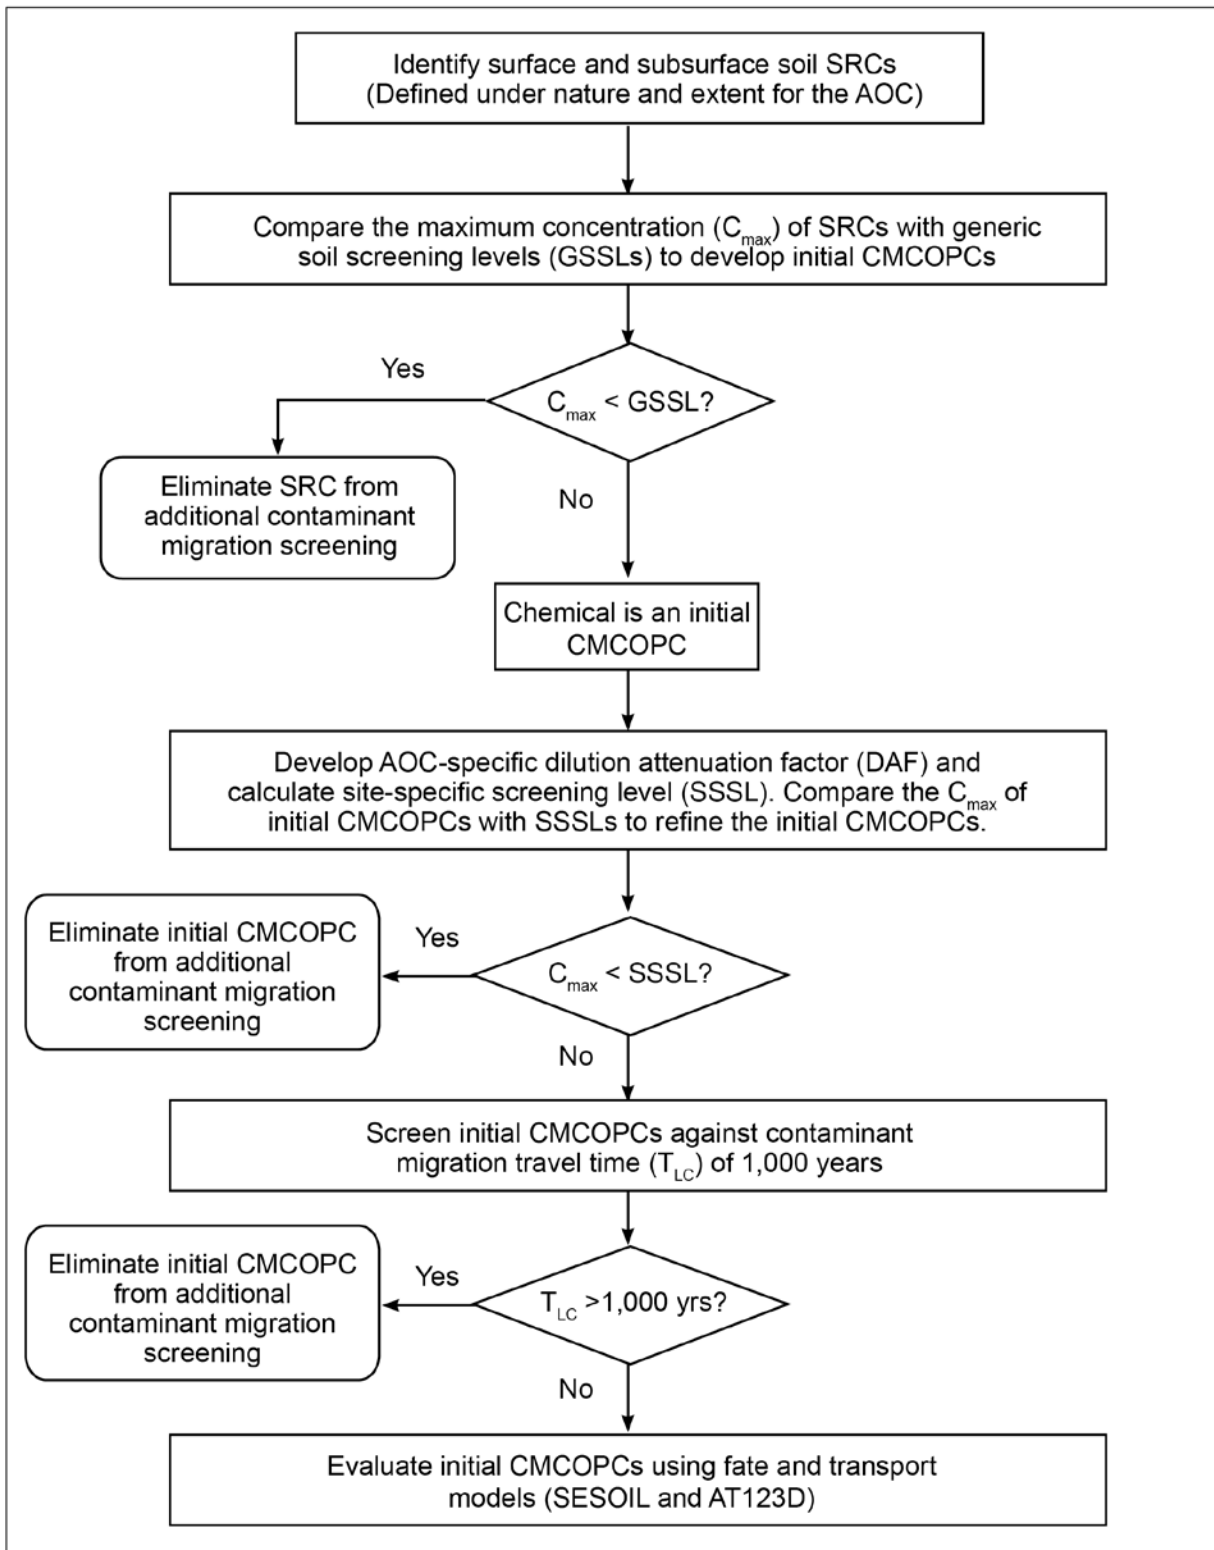 Identify surface and subsurface soil SRCs
(Defined under nature and extent for the AOC)
Compare the maximum concentration (Cmax) of SRCs with generic
soil screening levels (GSSLs) to develop initial CMCOPCs
Yes
Cmax < GSSL?
Eliminate SRC from
additional contaminant
migration screening
No
Chemical is an initial
CMCOPC
Develop AOC-specific dilution attenuation factor (DAF) and
calculate site-specific screening level (SSSL). Compare the Cmax of
initial CMCOPCs with SSSLs to refine the initial CMCOPCs.
Eliminate initial CMCOPC
from additional
contaminant migration
screening
Yes
Cmax < SSSL?
No
Screen initial CMCOPCs against contaminant
migration travel time (TLC) of 1,000 years
Eliminate initial CMCOPC
from additional
contaminant migration
screening
Yes
TLC >1,000 yrs?
No
Evaluate initial CMCOPCs using fate and transport
models (SESOIL and AT123D)